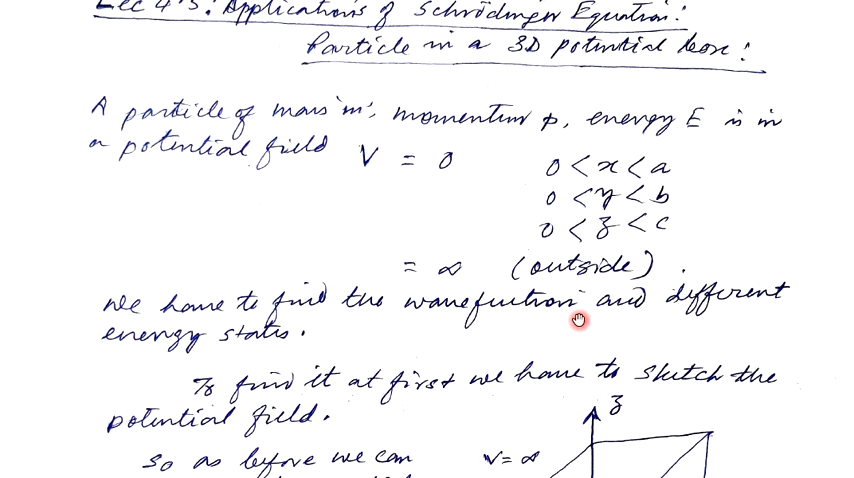 Lec 4.3: Applications of Schrödinger Equation:
Particle in a 3D potential box:
A particle of mass 'm', momentum p, energy E is in
a potential field V = 0 0 < x < a
0 < y < b
0 < z < c
= ∞ (outside).
we have to find the wavefunction and different
energy states.
To find it at first we have to sketch the
potential field.
z
So as before we can
V = ∞